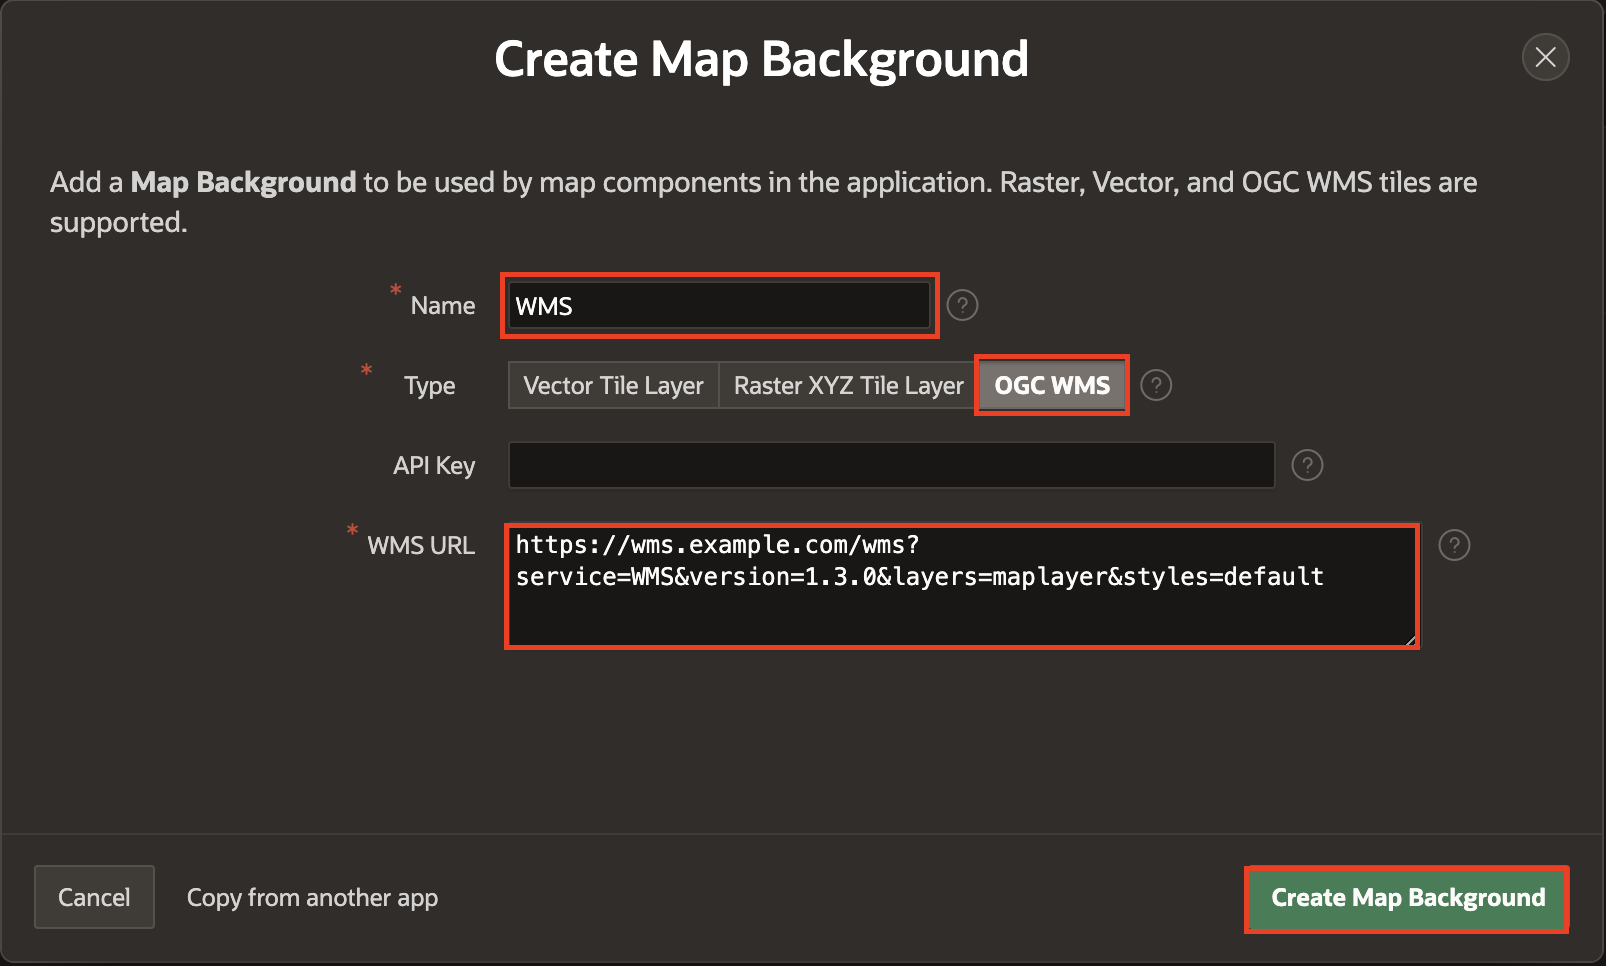 Create Map Background
Add a Map Background to be used by map components in the application. Raster, Vector, and OGC WMS tiles are
supported.
* Name
WMS
?
* Type
Vector Tile Layer
Raster XYZ Tile Layer
OGC WMS
?
API Key
?
* WMS URL
https://wms.example.com/wms?
service=WMS&version=1.3.0&layers=maplayer&styles=default
?
Cancel
Copy from another app
Create Map Background